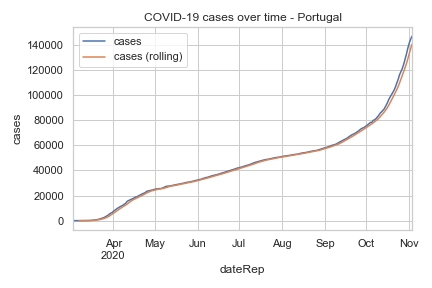 COVID-19 cases over time - Portugal
cases
cases (rolling)
140000
120000
100000
80000
60000
40000
20000
0
cases
Apr May Jun Jul Aug Sep Oct Nov
2020
dateRep